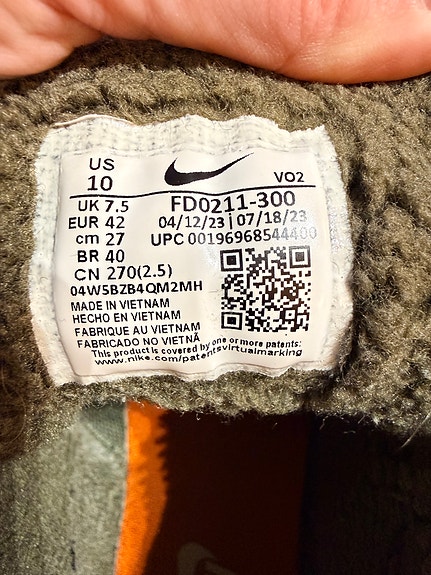 US
10
VO2
UK 7.5
FD0211-300
EUR 42
04/12/23 | 07/18/23
cm 27
UPC 00196968544400
BR 40
CN 270(2.5)
04W5BZB4QM2MH
MADE IN VIETNAM
HECHO EN VIETNAM
FABRIQUE AU VIETNAM
FABRICADO NO VIETNÃ
This product is covered by one or more patents:
www.nike.com/patentsvirtualmarking